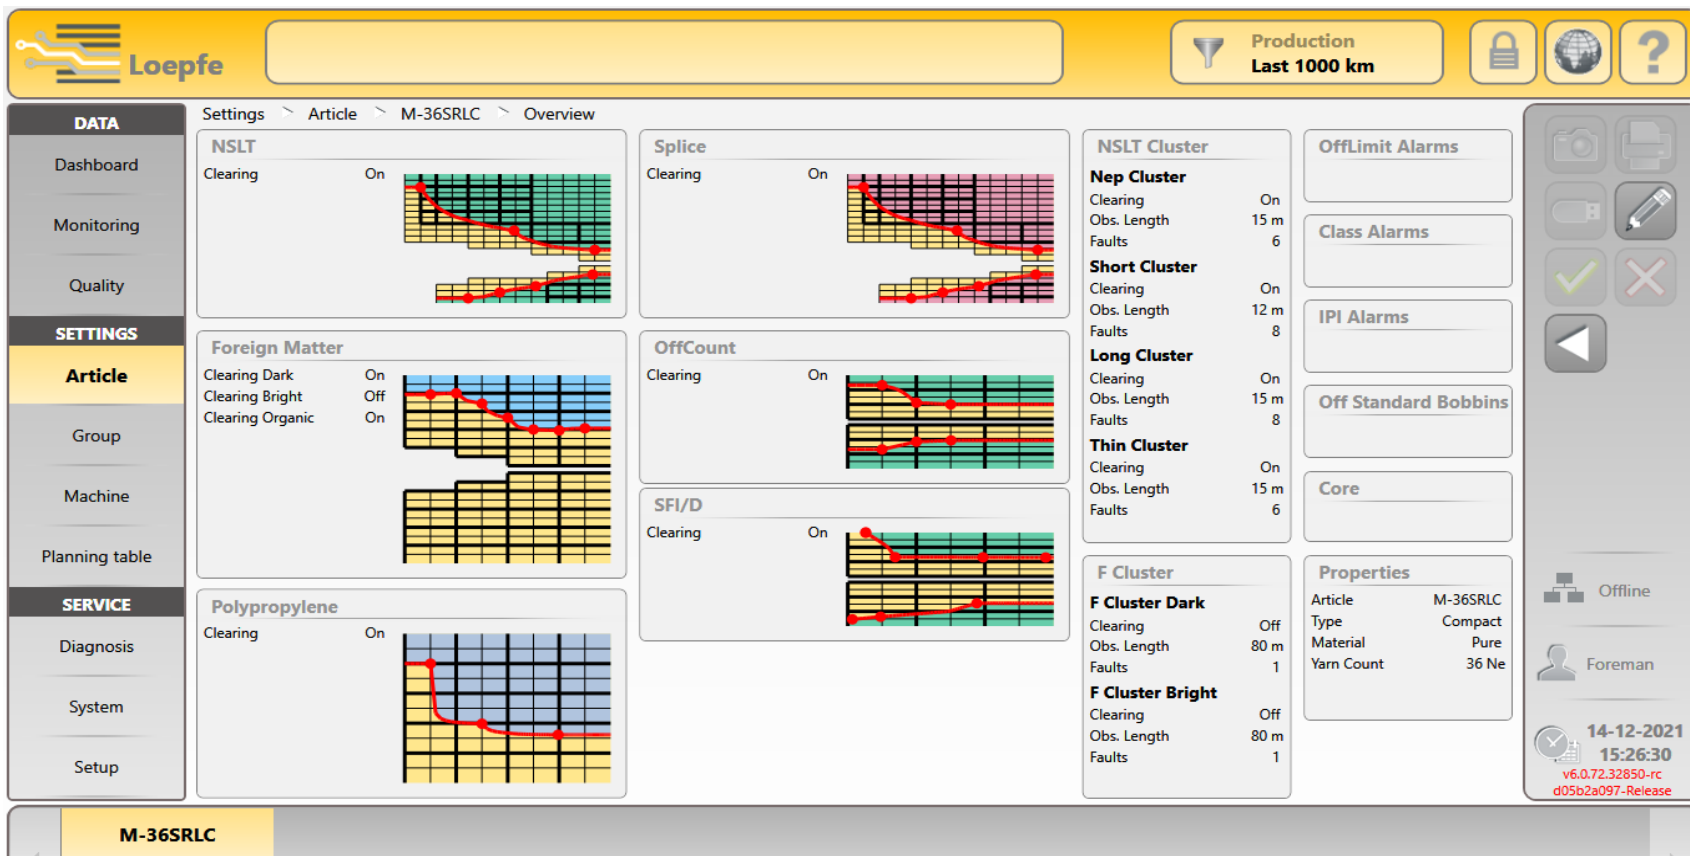 Loepfe
Production
Last 1000 km
?
DATA
Dashboard
Monitoring
Quality
SETTINGS
Article
Group
Machine
Planning table
SERVICE
Diagnosis
System
Setup
Settings > Article > M-36SRLC > Overview
NSLT
Clearing On
Foreign Matter
Clearing Dark On
Clearing Bright Off
Clearing Organic On
Polypropylene
Clearing On
Splice
Clearing On
OffCount
Clearing On
SFI/D
Clearing On
NSLT Cluster
Nep Cluster
Clearing On
Obs. Length 15 m
Faults 6
Short Cluster
Clearing On
Obs. Length 12 m
Faults 8
Long Cluster
Clearing On
Obs. Length 15 m
Faults 8
Thin Cluster
Clearing On
Obs. Length 15 m
Faults 6
F Cluster
F Cluster Dark
Clearing Off
Obs. Length 80 m
Faults 1
F Cluster Bright
Clearing Off
Obs. Length 80 m
Faults 1
OffLimit Alarms
Class Alarms
IPI Alarms
Off Standard Bobbins
Core
Properties
Article M-36SRLC
Type Compact
Material Pure
Yarn Count 36 Ne
Offline
Foreman
14-12-2021
15:26:30
v6.0.72.32850-rc
d05b2a097-Release
M-36SRLC